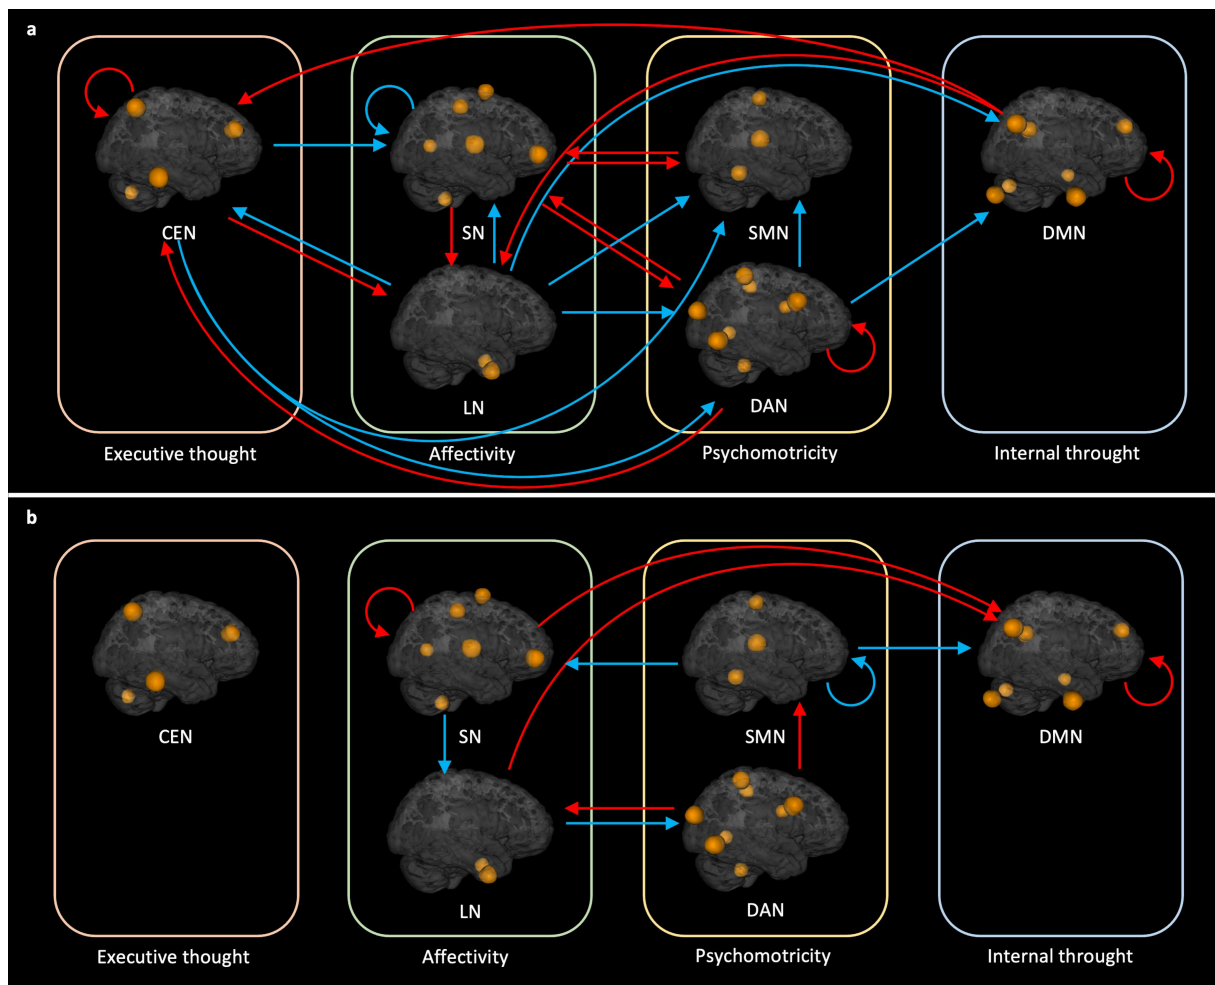 a
CEN
SN
SMN
DMN
LN
DAN
Executive thought
Affectivity
Psychomotricity
Internal throught
b
CEN
SN
SMN
DMN
LN
DAN
Executive thought
Affectivity
Psychomotricity
Internal throught